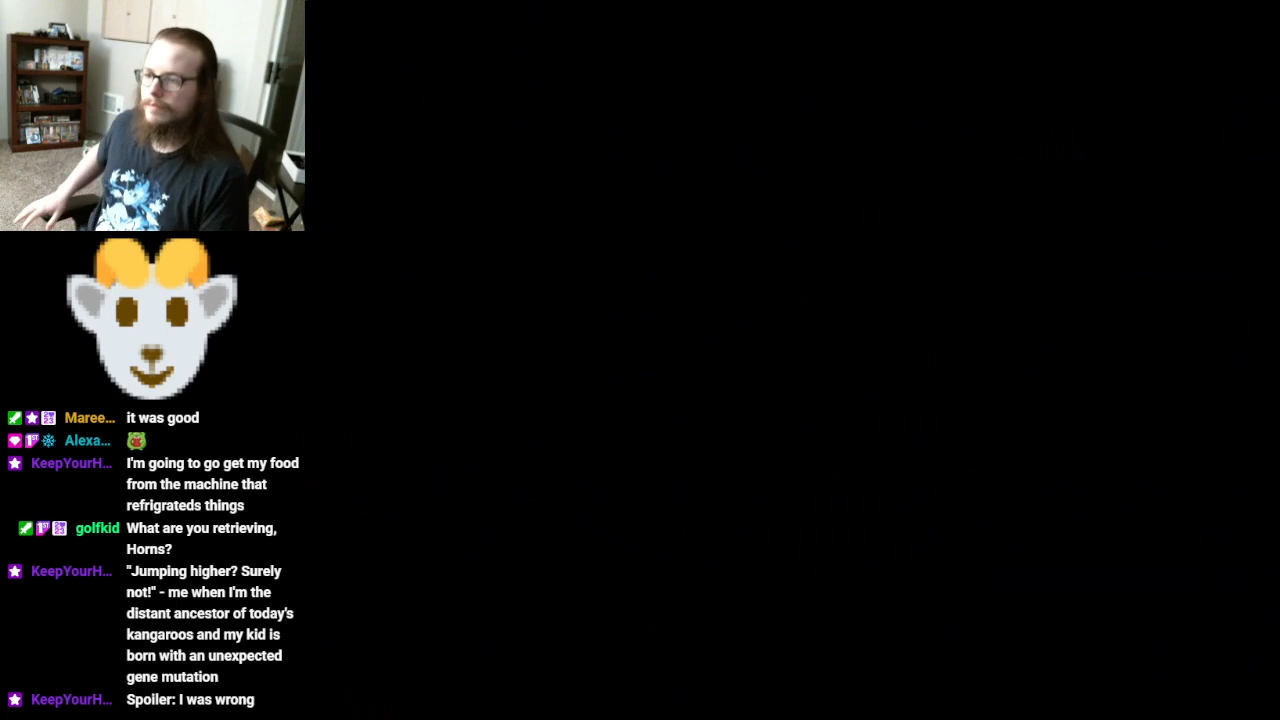 Maree... it was good
Alexa...
KeepYourH... I'm going to go get my food
from the machine that
refrigrateds things
golfkid What are you retrieving,
Horns?
KeepYourH... "Jumping higher? Surely
not!" - me when I'm the
distant ancestor of today's
kangaroos and my kid is
born with an unexpected
gene mutation
KeepYourH... Spoiler: I was wrong